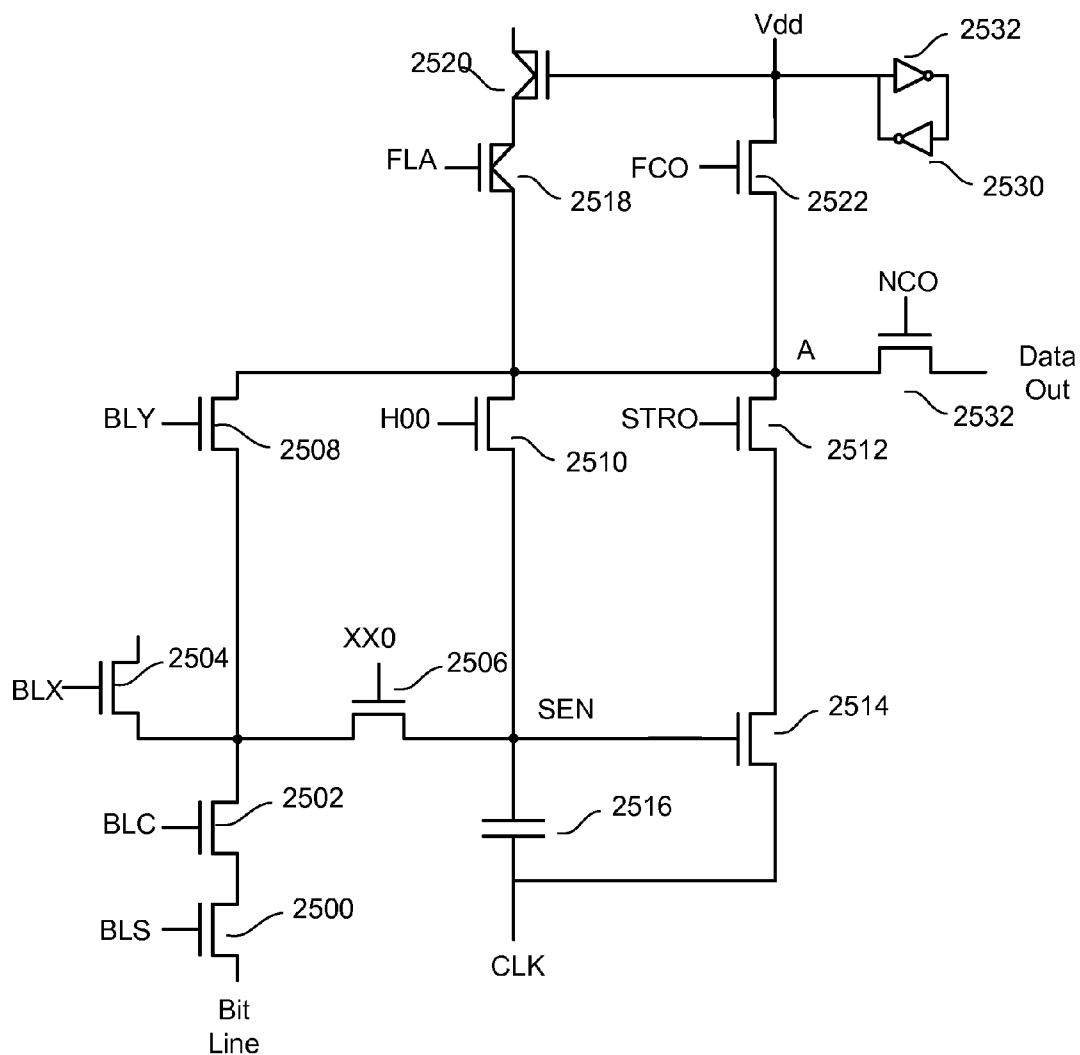 Vdd
2532
2520
FLA
2518
FCO
2522
2530
NCO
A
Data
Out
BLY
2508
H00
2510
STRO
2512
2532
XX0
2504
2506
BLX
SEN
2514
2502
BLC
2516
2500
BLS
CLK
Bit
Line